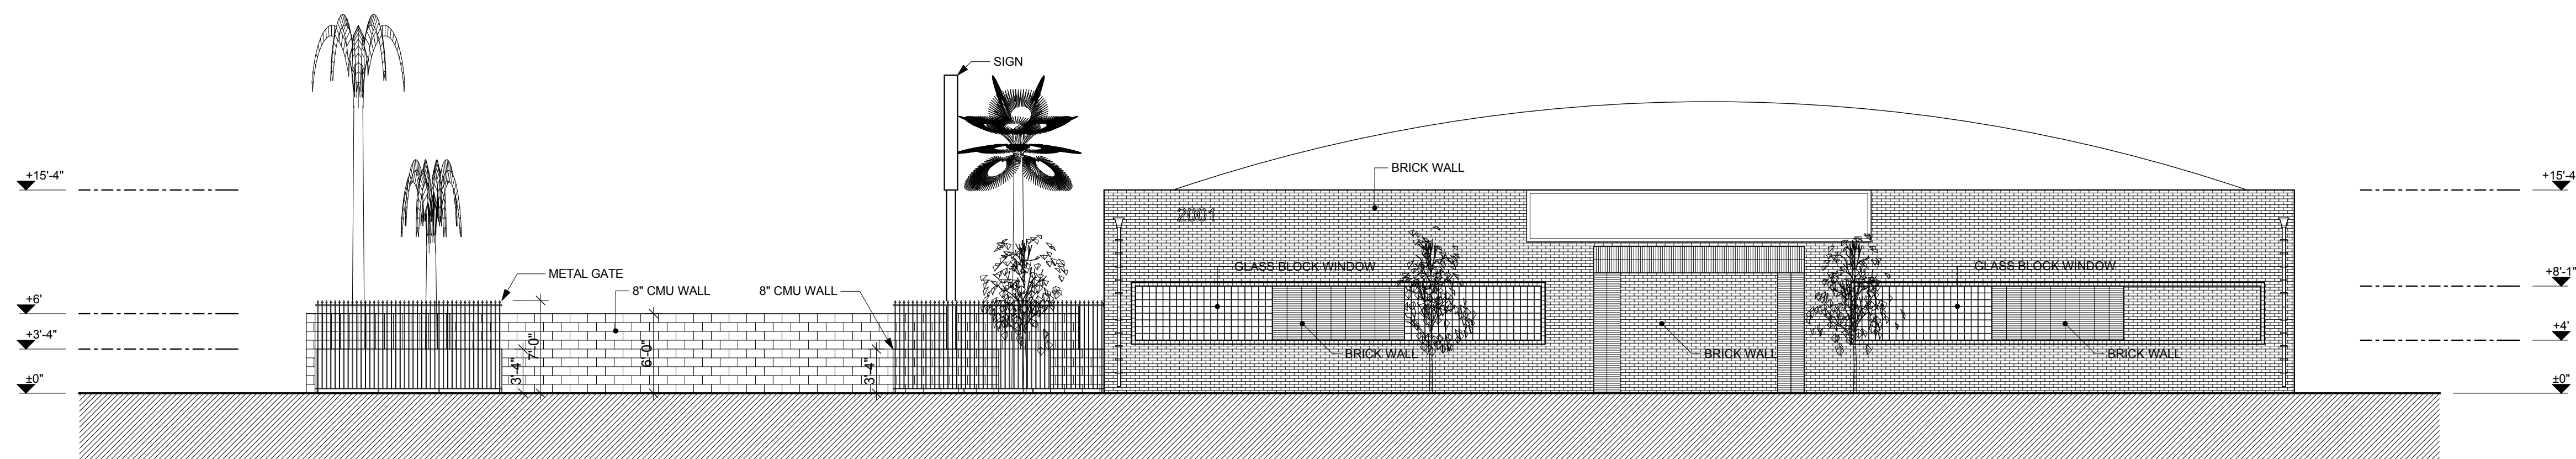 SIGN
BRICK WALL
+15'-4"
+15'-4"
2001
METAL GATE
8" CMU WALL
8" CMU WALL
GLASS BLOCK WINDOW
GLASS BLOCK WINDOW
+6'
+8'-1"
+3'-4"
+4'
3'-4"
7'-0"
6'-0"
3'-4"
BRICK WALL
BRICK WALL
BRICK WALL
±0"
±0"